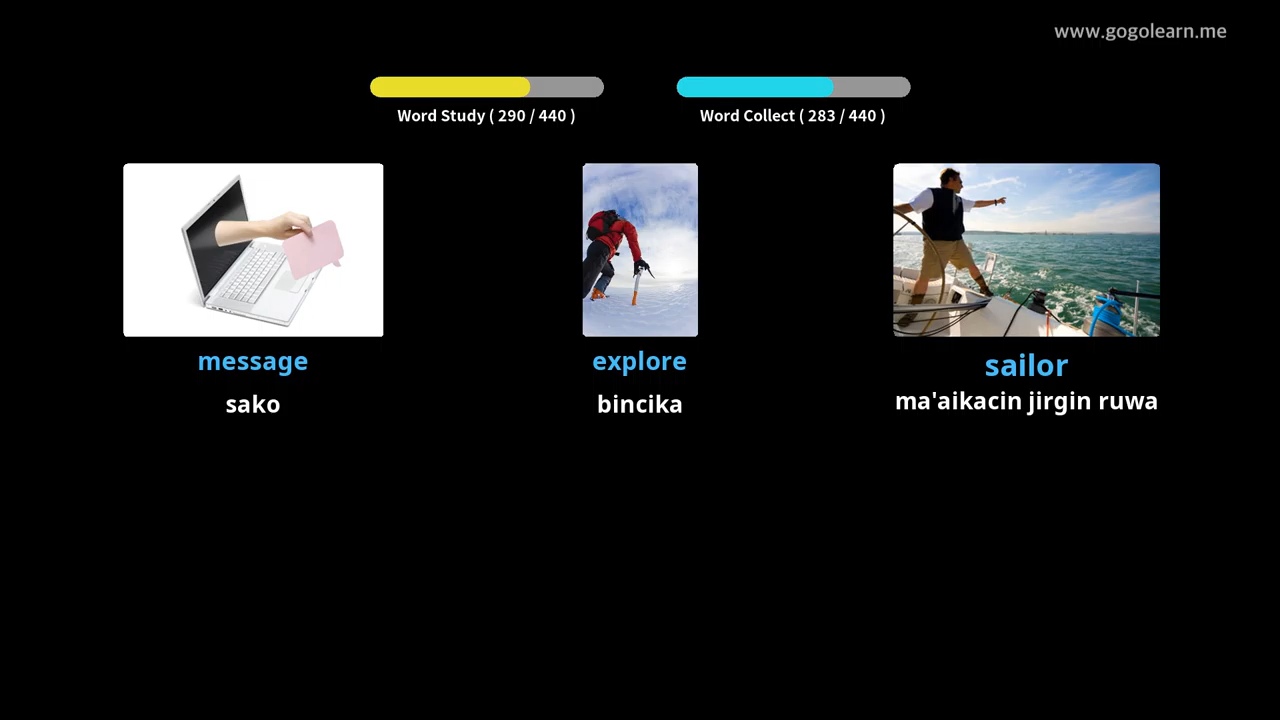 www.gogolearn.me
Word Study ( 290 / 440 )
Word Collect ( 283 / 440 )
message
explore
sailor
sako
bincika
ma'aikacin jirgin ruwa